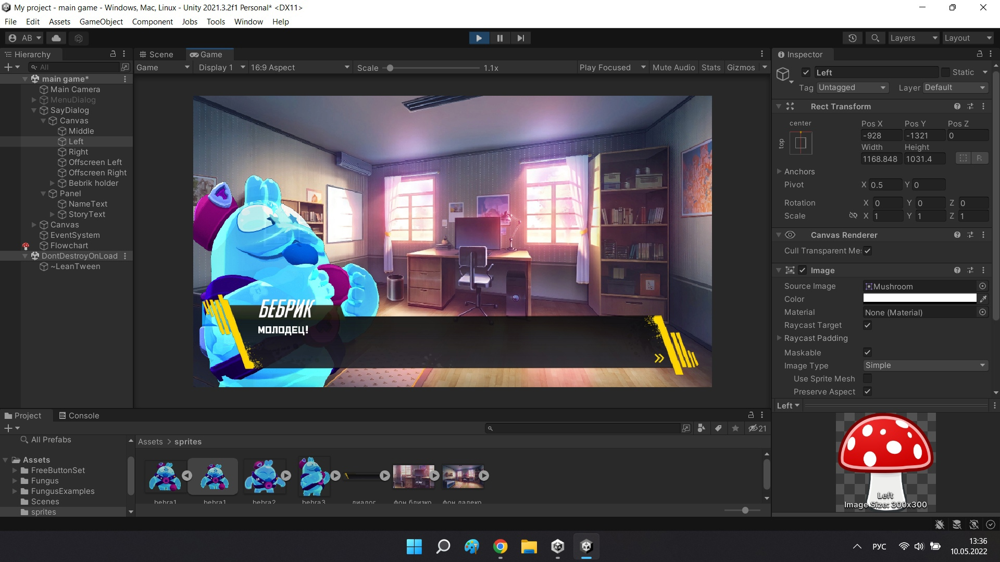 My project - main game - Windows, Mac, Linux - Unity 2021.3.2f1 Personal* <DX11>
File Edit Assets GameObject Component Jobs Tools Window Help
AB
Layers Layout
Hierarchy
All
main game*
Main Camera
MenuDialog
SayDialog
Canvas
Middle
Left
Right
Offscreen Left
Offscreen Right
Bebrik holder
Panel
NameText
StoryText
Canvas
EventSystem
Flowchart
DontDestroyOnLoad
~LeanTween
Scene Game
Game Display 1 16:9 Aspect Scale 1.1x Play Focused Mute Audio Stats Gizmos
БЕБРИК
МОЛОДЕЦ!
Inspector
Left Static
Tag Untagged Layer Default
Rect Transform
center Pos X Pos Y Pos Z
top -928 -1321 0
Width Height
1168.848 1031.4 R
Anchors
Pivot X 0.5 Y 0
Rotation X 0 Y 0 Z 0
Scale X 1 Y 1 Z 1
Canvas Renderer
Cull Transparent Me
Image
Source Image Mushroom
Color
Material None (Material)
Raycast Target
Raycast Padding
Maskable
Image Type Simple
Use Sprite Mesh
Preserve Aspect
Left
Left
Image Size: 300x300
Project Console
21
All Prefabs
Assets
FreeButtonSet
Fungus
FungusExamples
Scenes
sprites
Assets > sprites
bebra1 bebra1 bebra2 bebra3 диалог фон близко фон далеко
РУС
13:36
10.05.2022